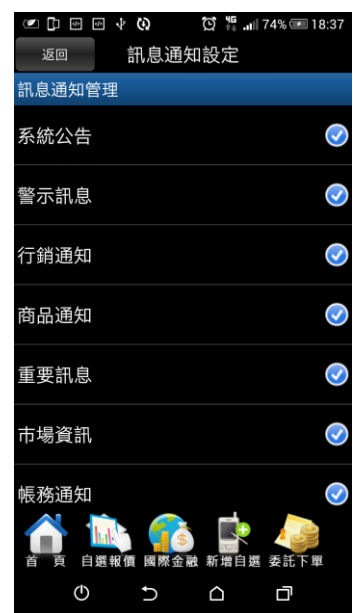 4G 74% 18:37
返回 訊息通知設定
訊息通知管理
系統公告
警示訊息
行銷通知
商品通知
重要訊息
市場資訊
帳務通知
首 頁 自選報價 國際金融 新增自選 委託下單